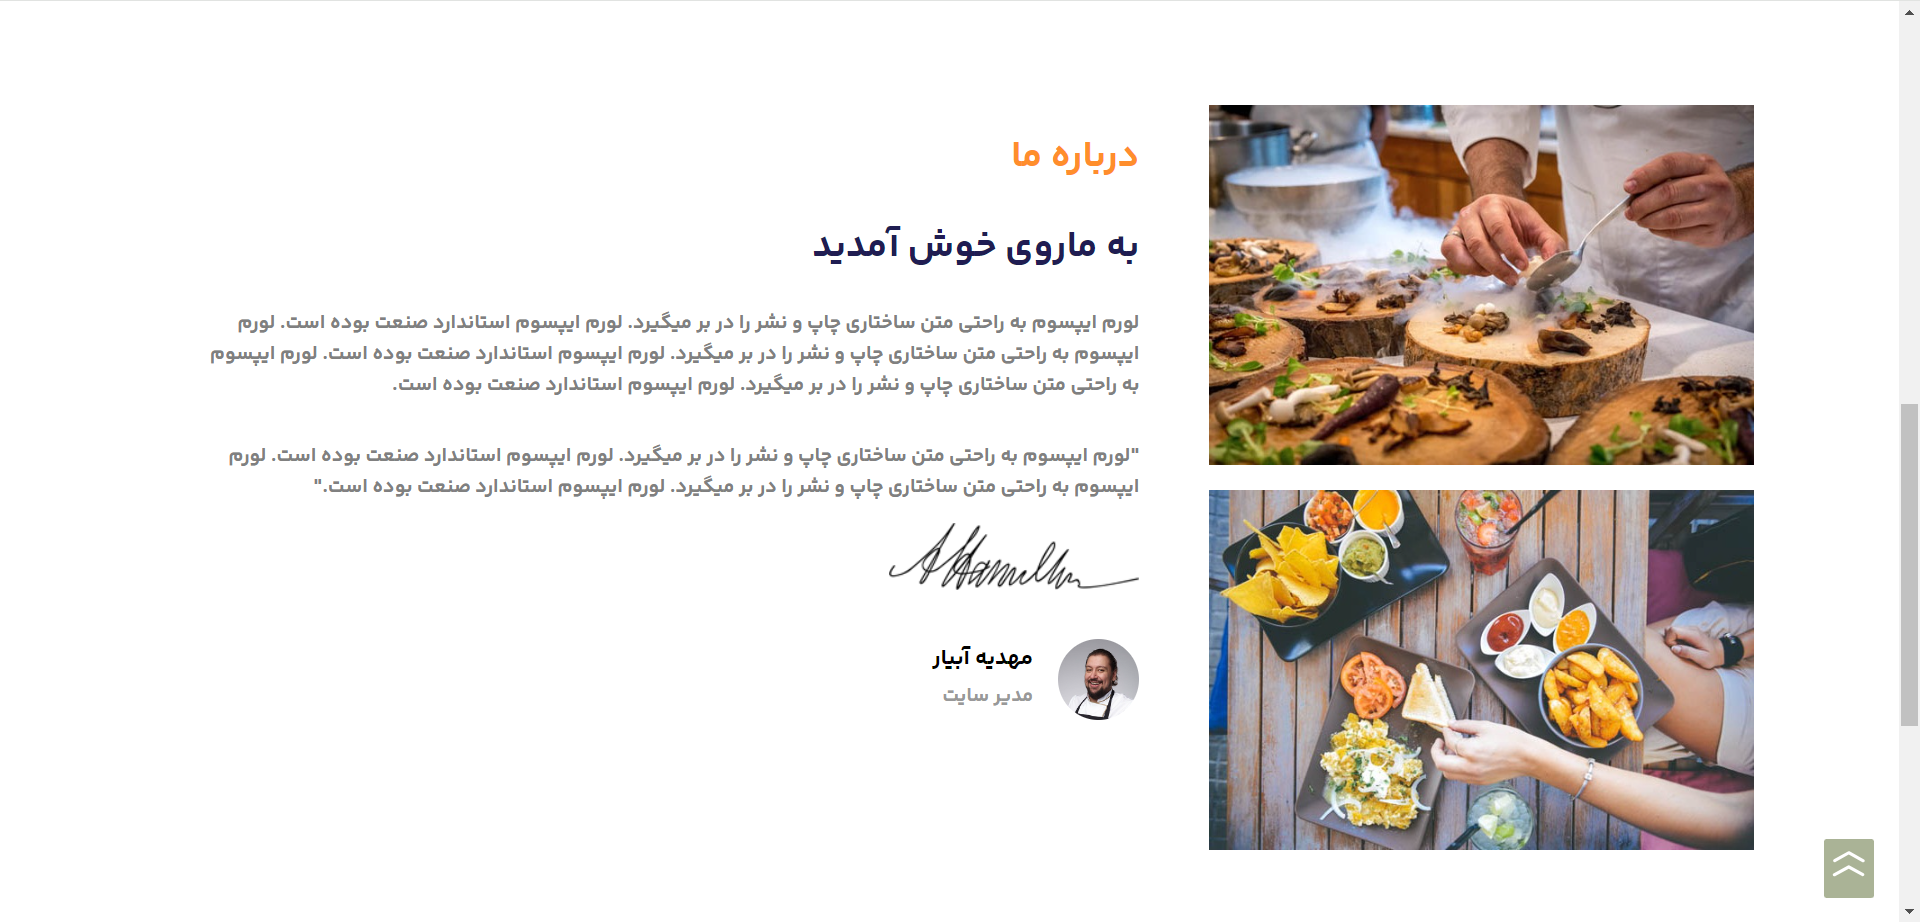 درباره ما
به ماروی خوش آمدید
لورم ایپسوم به راحتی متن ساختاری چاپ و نشر را در بر میگیرد. لورم ایپسوم استاندارد صنعت بوده است. لورم
ایپسوم به راحتی متن ساختاری چاپ و نشر را در بر میگیرد. لورم ایپسوم استاندارد صنعت بوده است. لورم ایپسوم
به راحتی متن ساختاری چاپ و نشر را در بر میگیرد. لورم ایپسوم استاندارد صنعت بوده است.
"لورم ایپسوم به راحتی متن ساختاری چاپ و نشر را در بر میگیرد. لورم ایپسوم استاندارد صنعت بوده است. لورم
ایپسوم به راحتی متن ساختاری چاپ و نشر را در بر میگیرد. لورم ایپسوم استاندارد صنعت بوده است."
مهدیه آبیار
مدیر سایت